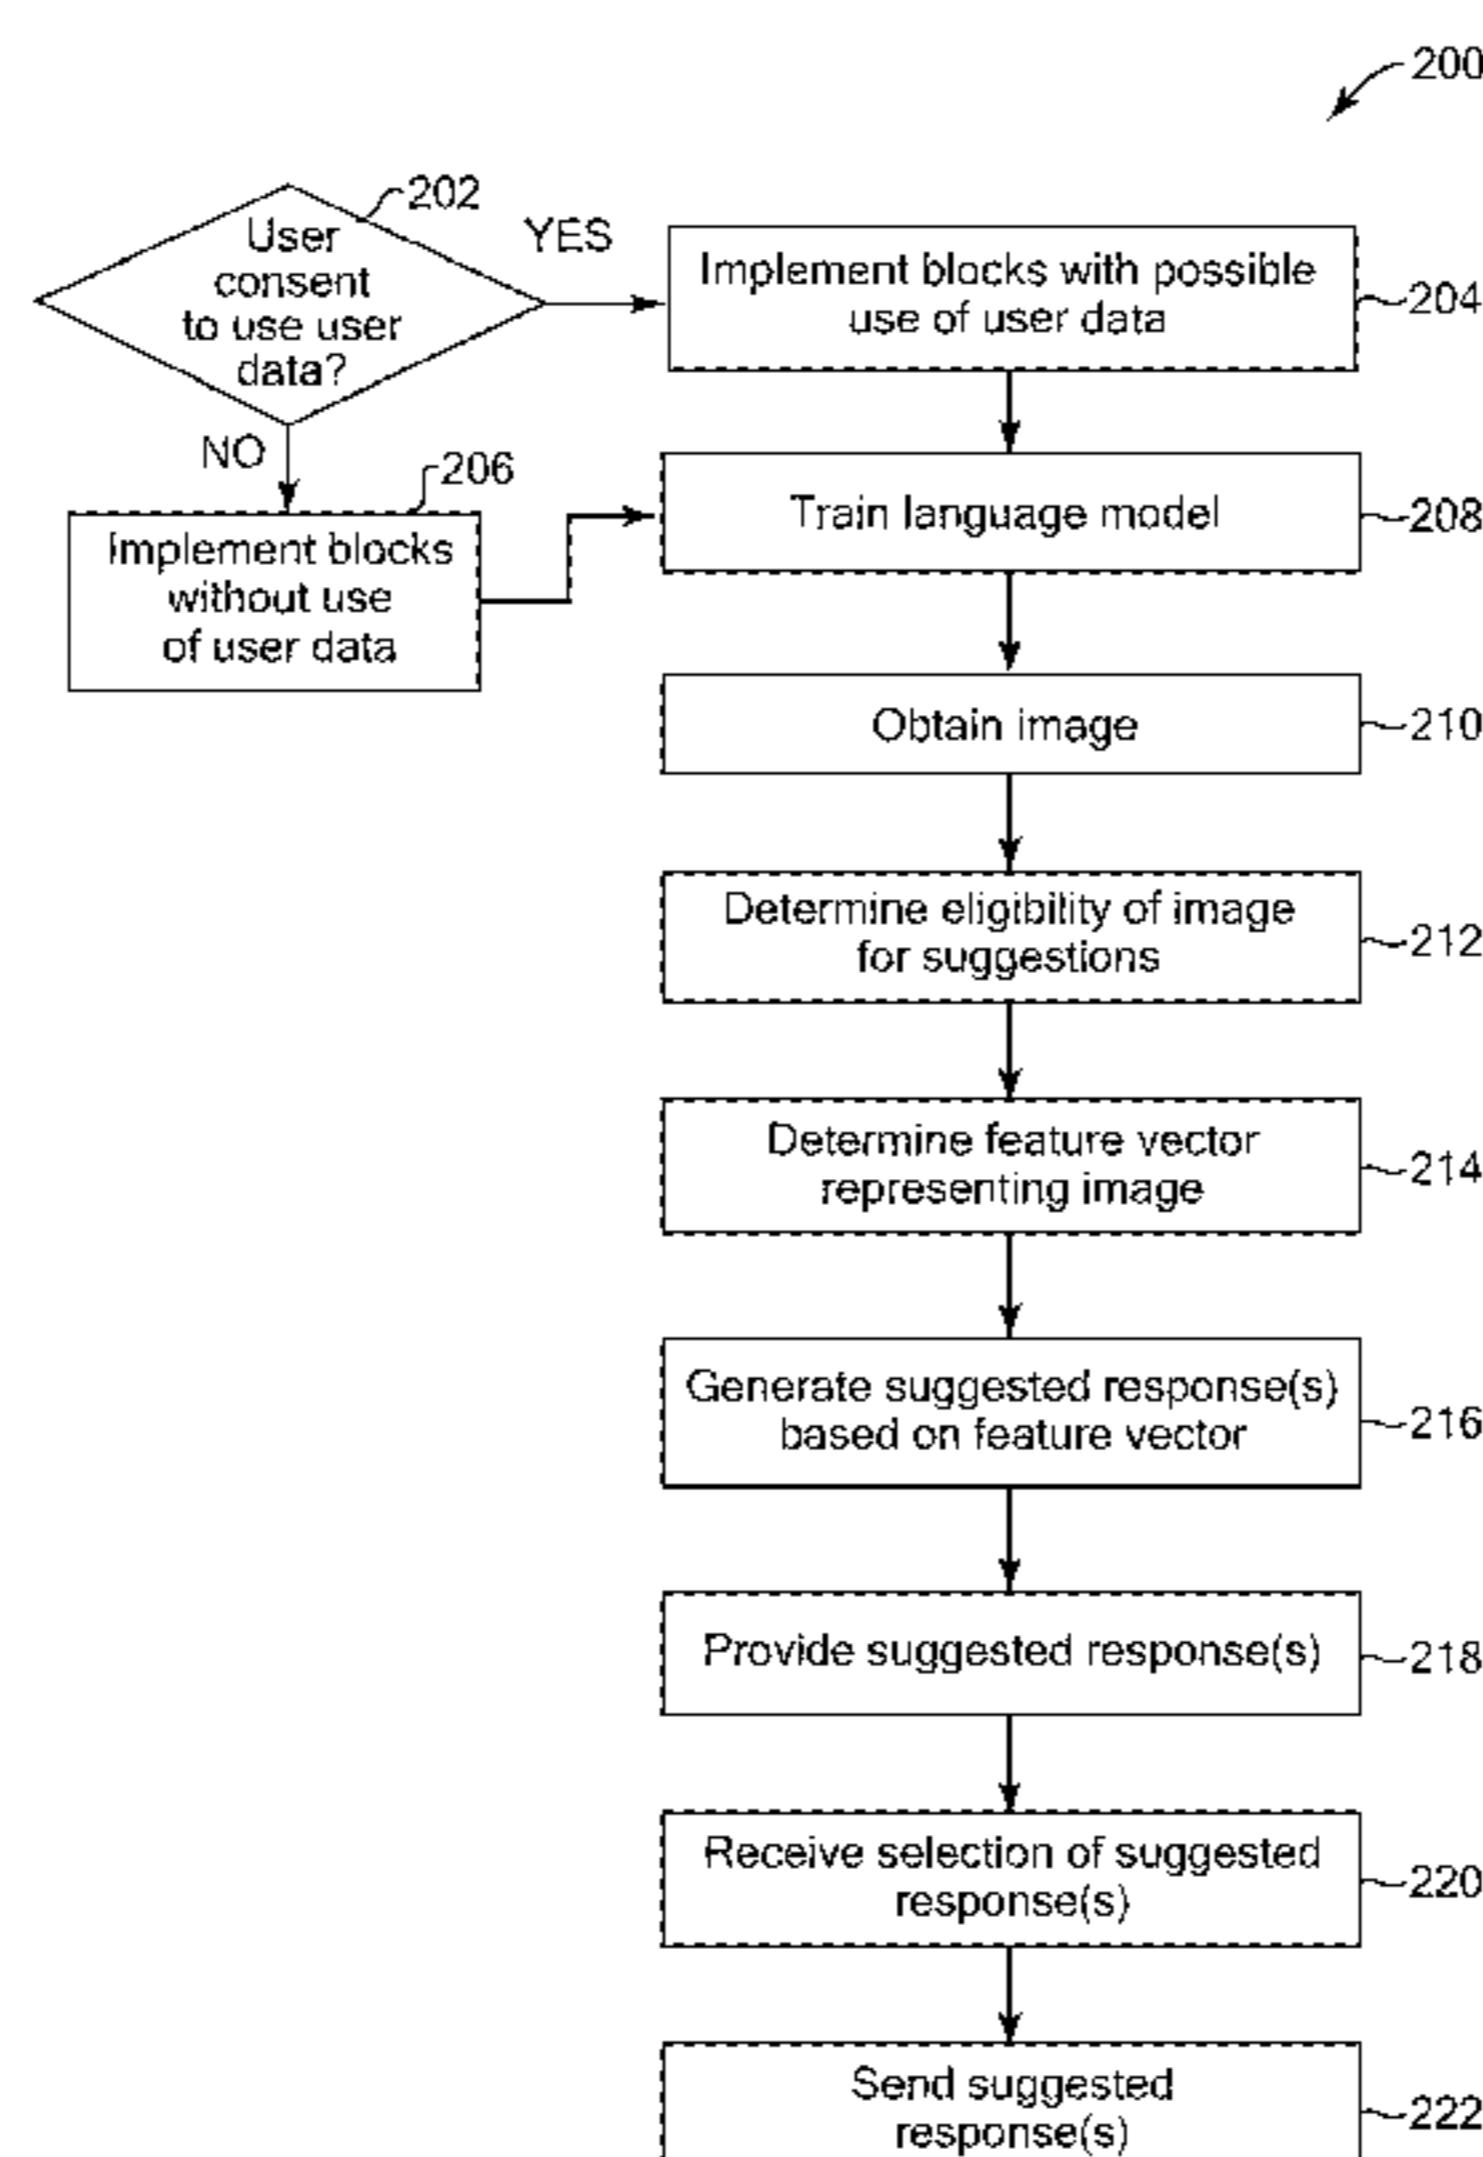 200
202
User
consent
to use user
data?
YES
Implement blocks with possible
use of user data
204
NO
206
Implement blocks
without use
of user data
Train language model
208
Obtain image
210
Determine eligibility of image
for suggestions
212
Determine feature vector
representing image
214
Generate suggested response(s)
based on feature vector
216
Provide suggested response(s)
218
Receive selection of suggested
response(s)
220
Send suggested
response(s)
222